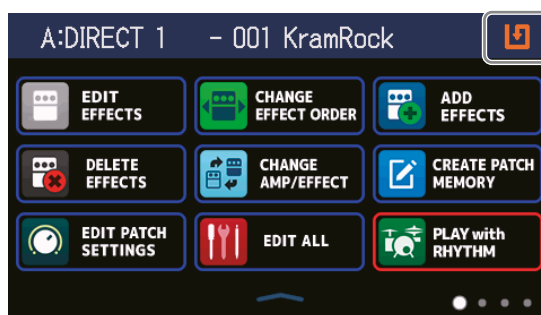 A:DIRECT 1 - 001 KramRock
EDIT
EFFECTS
CHANGE
EFFECT ORDER
ADD
EFFECTS
DELETE
EFFECTS
CHANGE
AMP/EFFECT
CREATE PATCH
MEMORY
EDIT PATCH
SETTINGS
EDIT ALL
PLAY with
RHYTHM